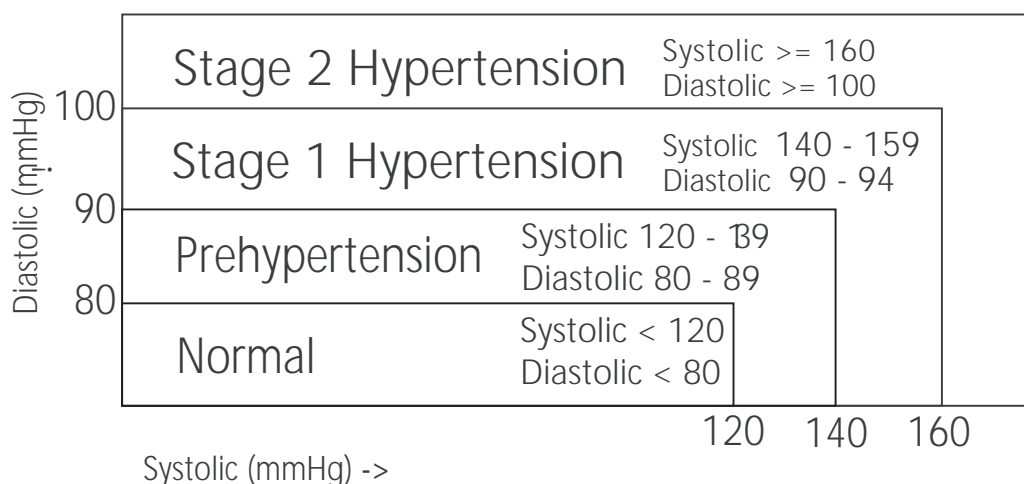 Stage 2 Hypertension
Systolic >= 160
Diastolic >= 100
100
Stage 1 Hypertension
Systolic 140 - 159
Diastolic 90 - 94
90
Prehypertension
Systolic 120 - 139
Diastolic 80 - 89
80
Normal
Systolic < 120
Diastolic < 80
Diastolic (mmHg)
120
140
160
Systolic (mmHg) ->